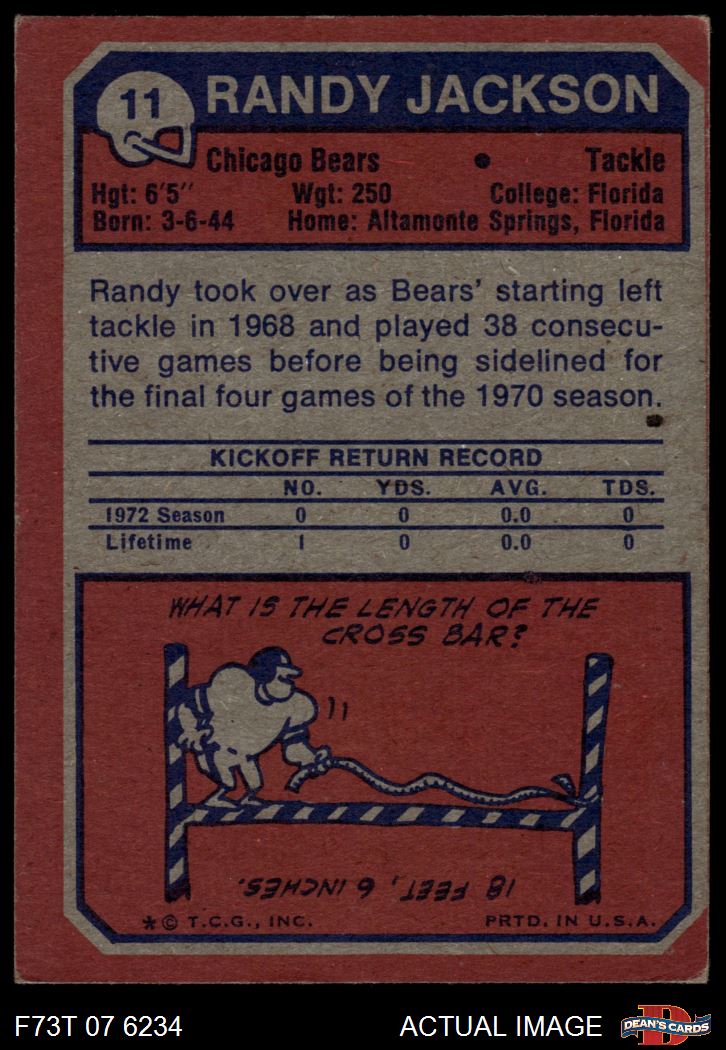 11
RANDY JACKSON
Chicago Bears • Tackle
Hgt: 6'5" Wgt: 250 College: Florida
Born: 3-6-44 Home: Altamonte Springs, Florida
Randy took over as Bears' starting left
tackle in 1968 and played 38 consecu-
tive games before being sidelined for
the final four games of the 1970 season.
KICKOFF RETURN RECORD
NO. YDS. AVG. TDS.
1972 Season 0 0 0.0 0
Lifetime 1 0 0.0 0
WHAT IS THE LENGTH OF THE
CROSS BAR?
18 FEET, 6 INCHES.
*© T.C.G., INC. PRTD. IN U.S.A.
F73T 07 6234 ACTUAL IMAGE
D
DEAN'S CARDS